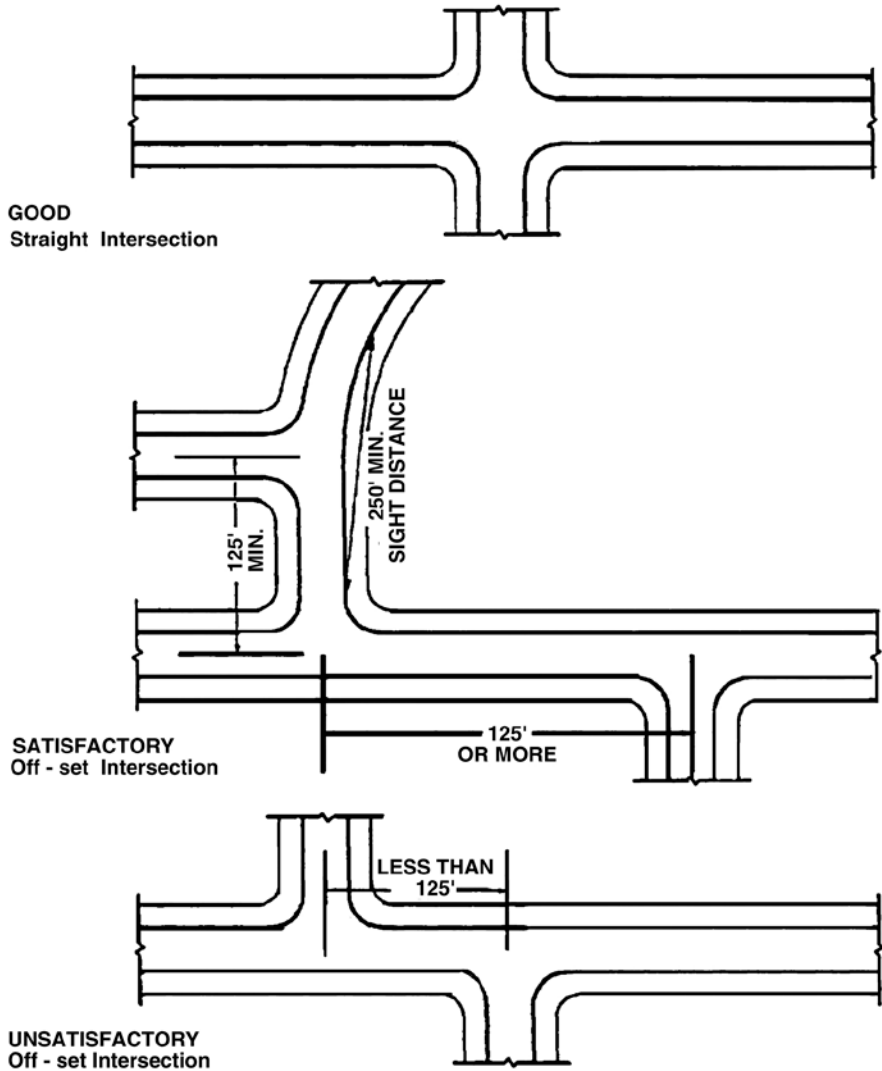 GOOD
Straight Intersection
250' MIN.
SIGHT DISTANCE
125'
MIN.
125'
OR MORE
SATISFACTORY
Off - set Intersection
LESS THAN
125'
UNSATISFACTORY
Off - set Intersection